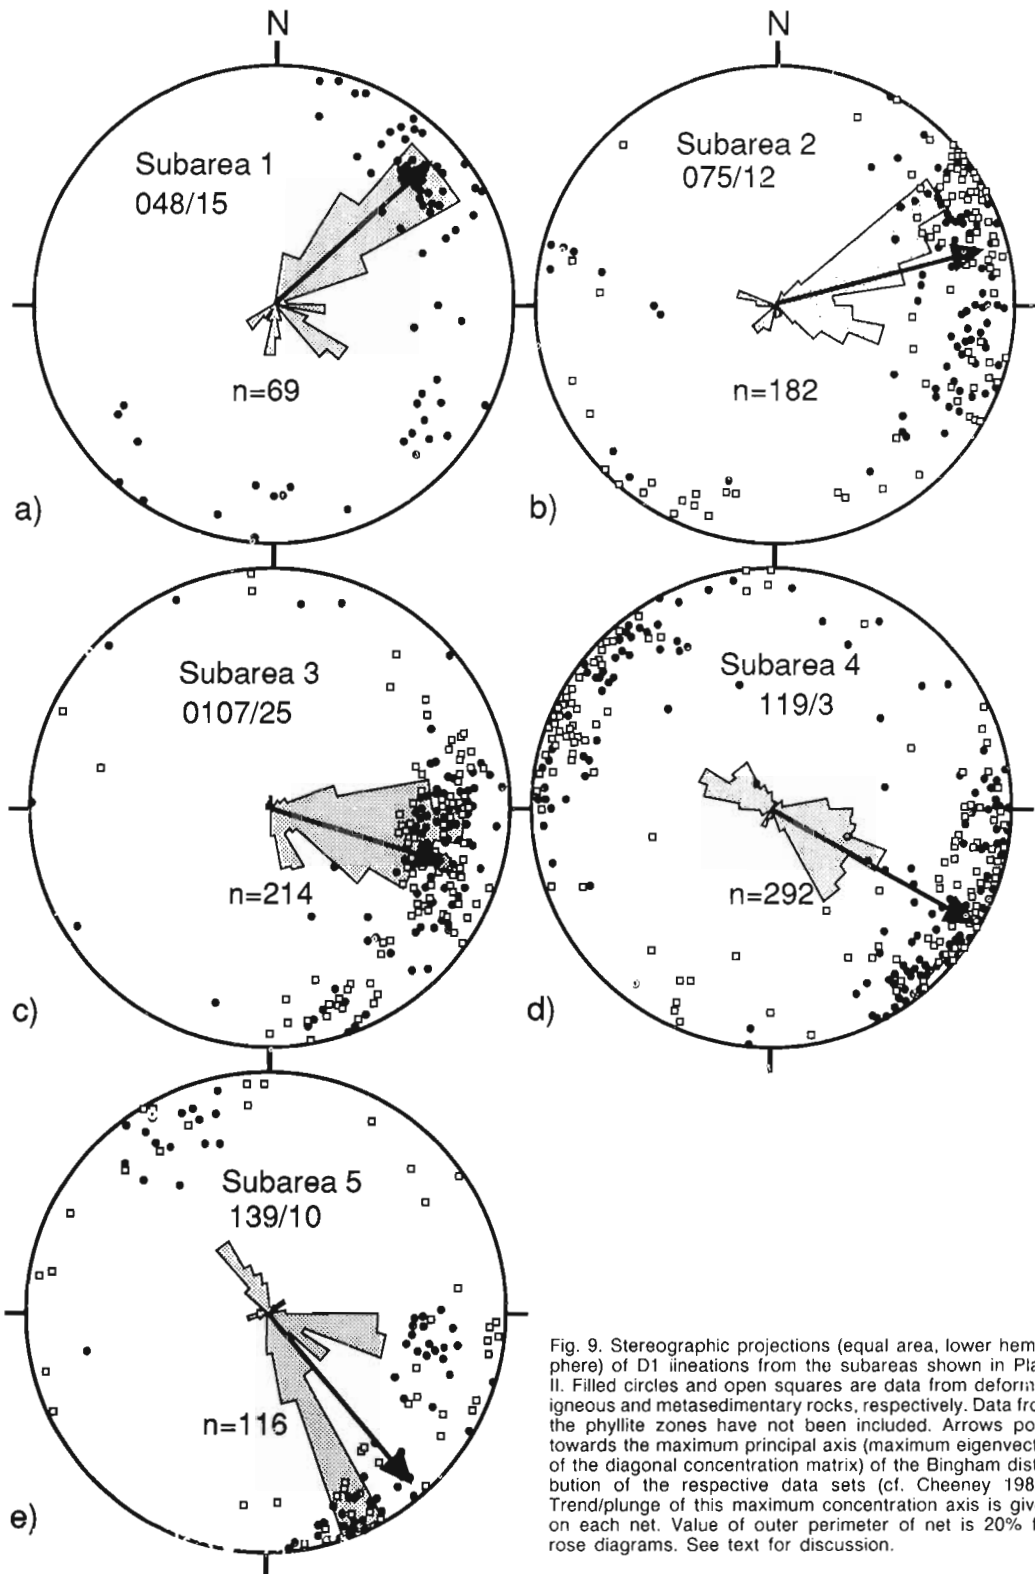 N
N
Subarea 1
048/15
n=69
a)
Subarea 2
075/12
n=182
b)
Subarea 3
0107/25
n=214
c)
Subarea 4
119/3
n=292
d)
Subarea 5
139/10
n=116
e)
Fig. 9. Stereographic projections (equal area, lower hem
phere) of D1 lineations from the subareas shown in Pla
II. Filled circles and open squares are data from deform
igneous and metasedimentary rocks, respectively. Data fro
the phyllite zones have not been included. Arrows po
towards the maximum principal axis (maximum eigenvect
of the diagonal concentration matrix) of the Bingham dist
bution of the respective data sets (cf. Cheeney 198
Trend/plunge of this maximum concentration axis is giv
on each net. Value of outer perimeter of net is 20% f
rose diagrams. See text for discussion.